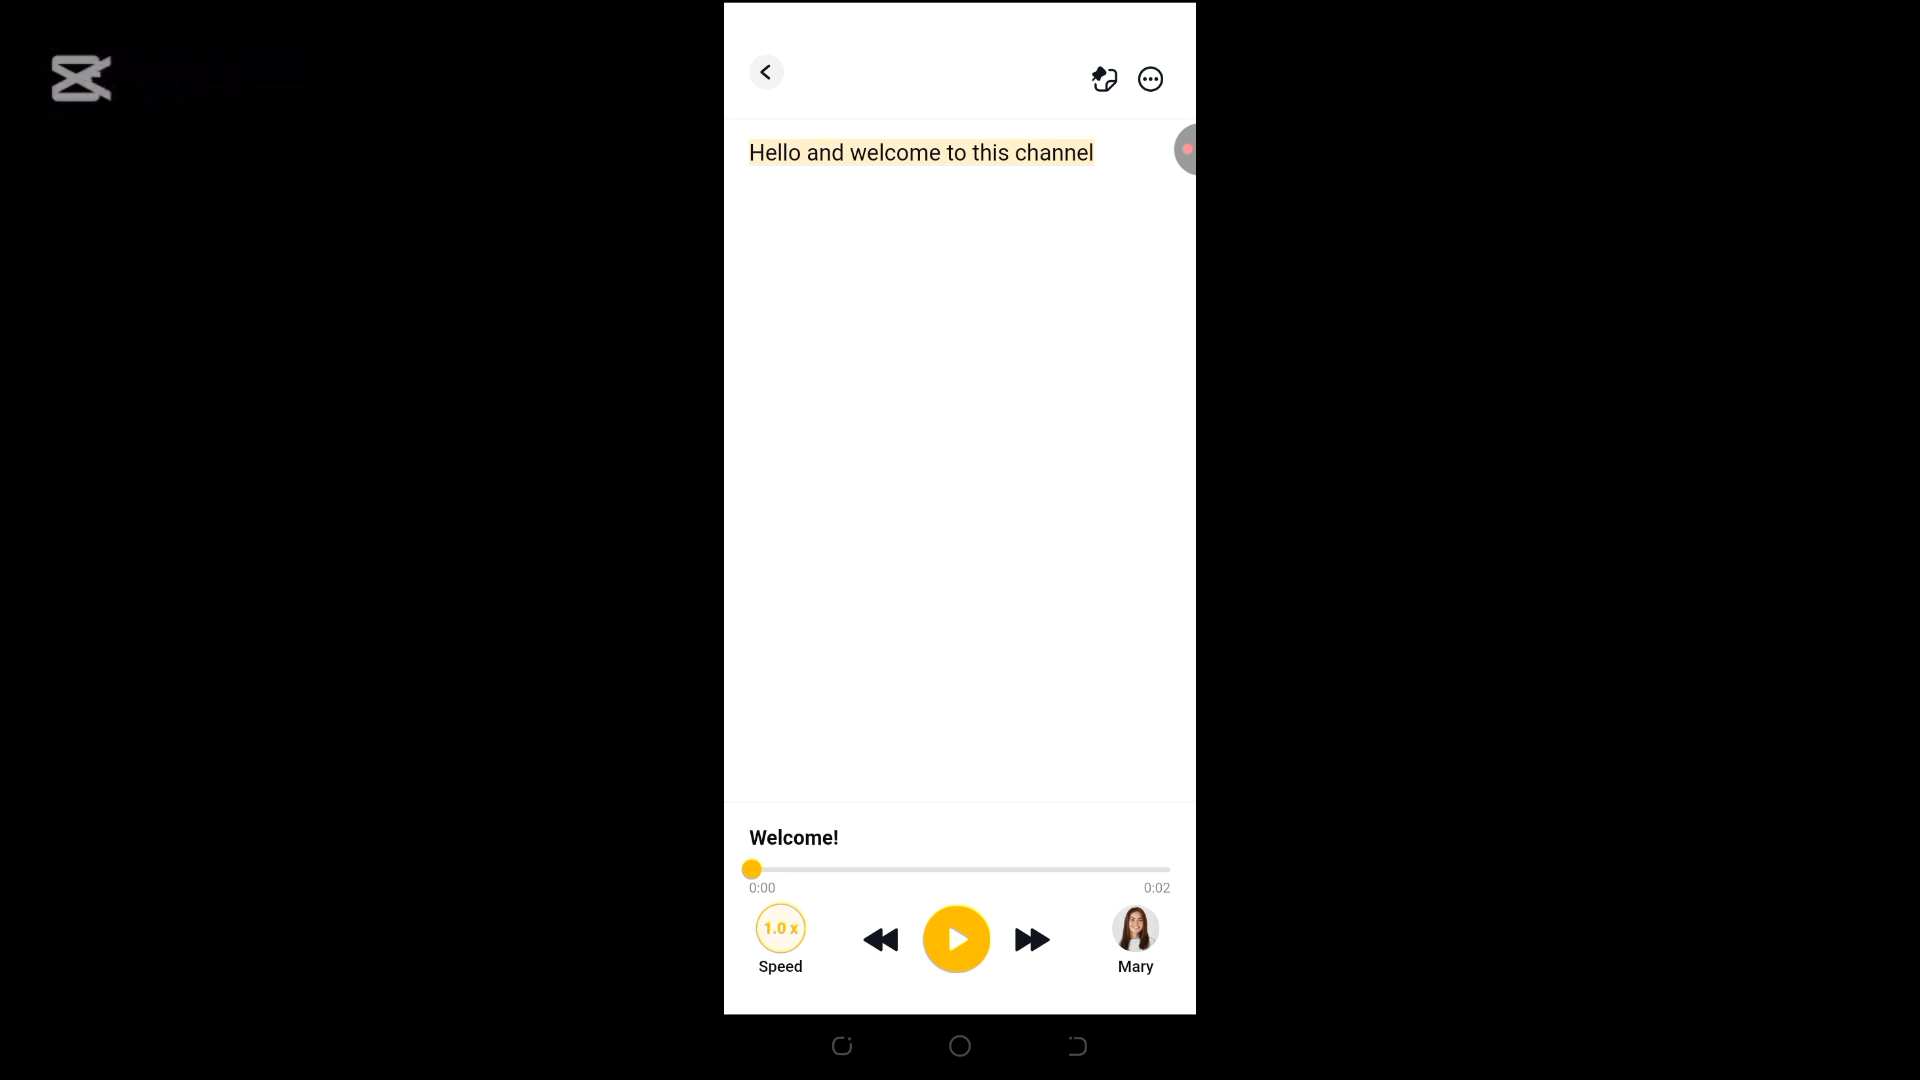 Hello and welcome to this channel
Welcome!
0:00
0:02
1.0 x
Speed
Mary